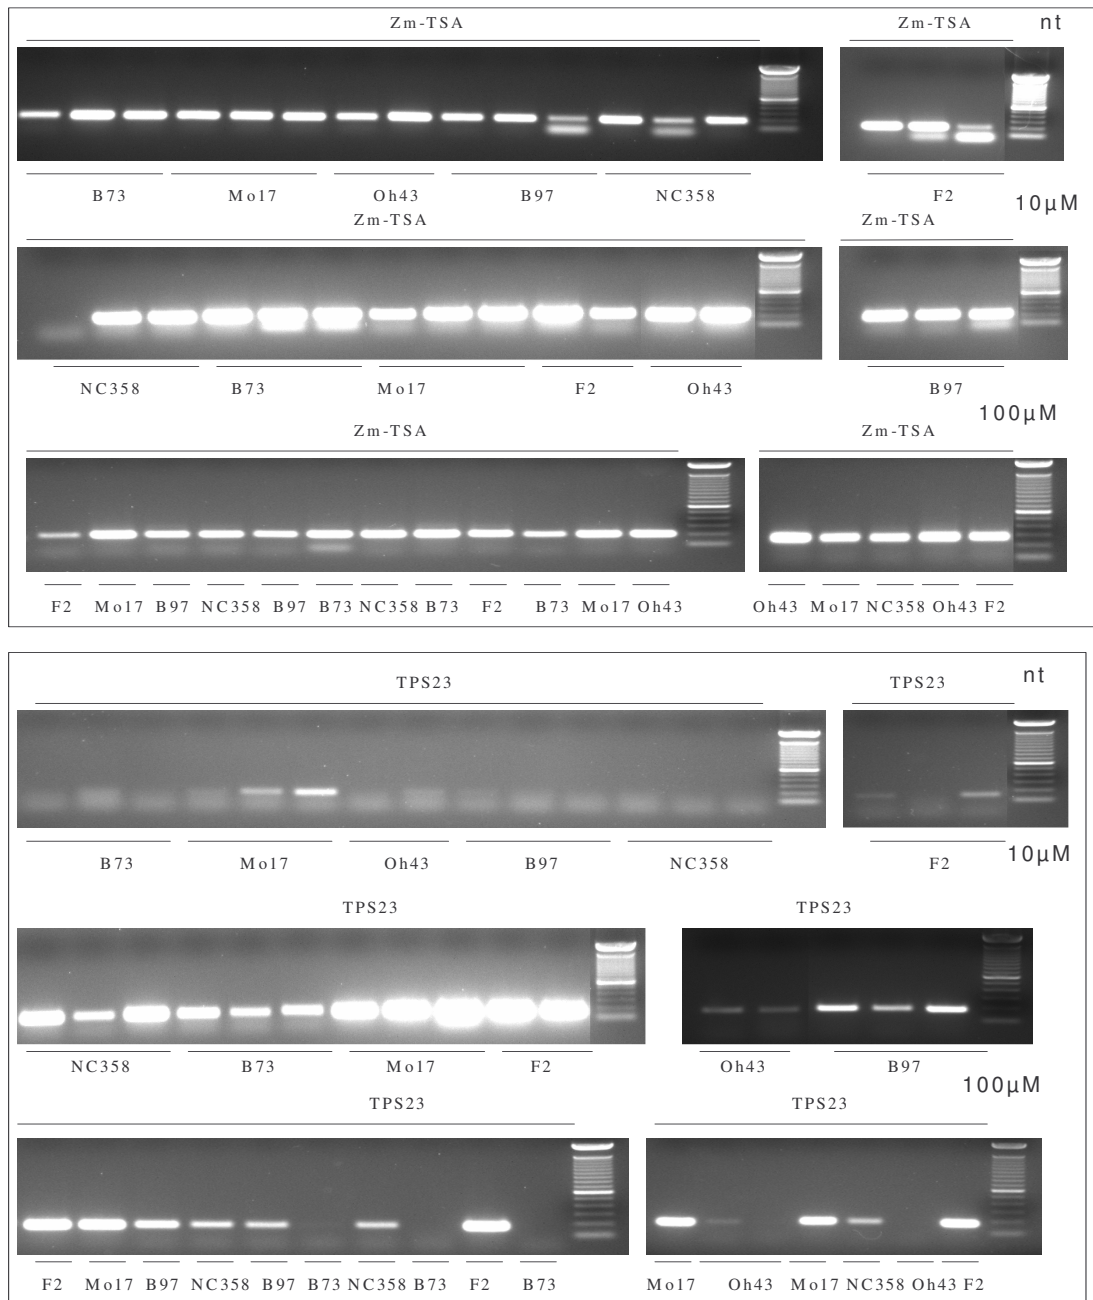 Zm-TSA Zm-TSA nt
B73 Mo17 Oh43 B97 NC358 F2
10µM
Zm-TSA Zm-TSA
NC358 B73 Mo17 F2 Oh43 B97
100µM
Zm-TSA Zm-TSA
F2 Mo17 B97 NC358 B97 B73 NC358 B73 F2 B73 Mo17 Oh43 Oh43 Mo17 NC358 Oh43 F2
nt
TPS23 TPS23
B73 Mo17 Oh43 B97 NC358 F2
10µM
TPS23 TPS23
NC358 B73 Mo17 F2 Oh43 B97
100µM
TPS23 TPS23
F2 Mo17 B97 NC358 B97 B73 NC358 B73 F2 B73 Mo17 Oh43 Mo17 NC358 Oh43 F2